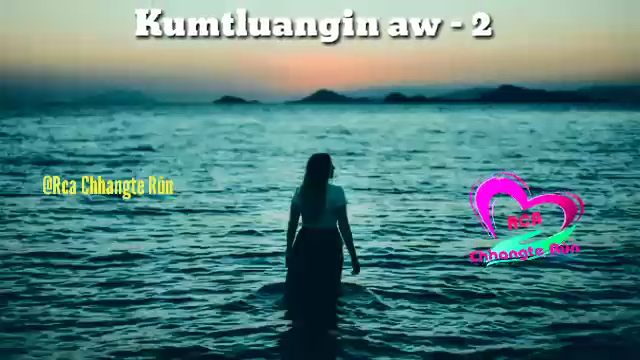 Kumtluangin aw - 2
@Rca Chhangte Rûn
RCA
Chhangte Rûn